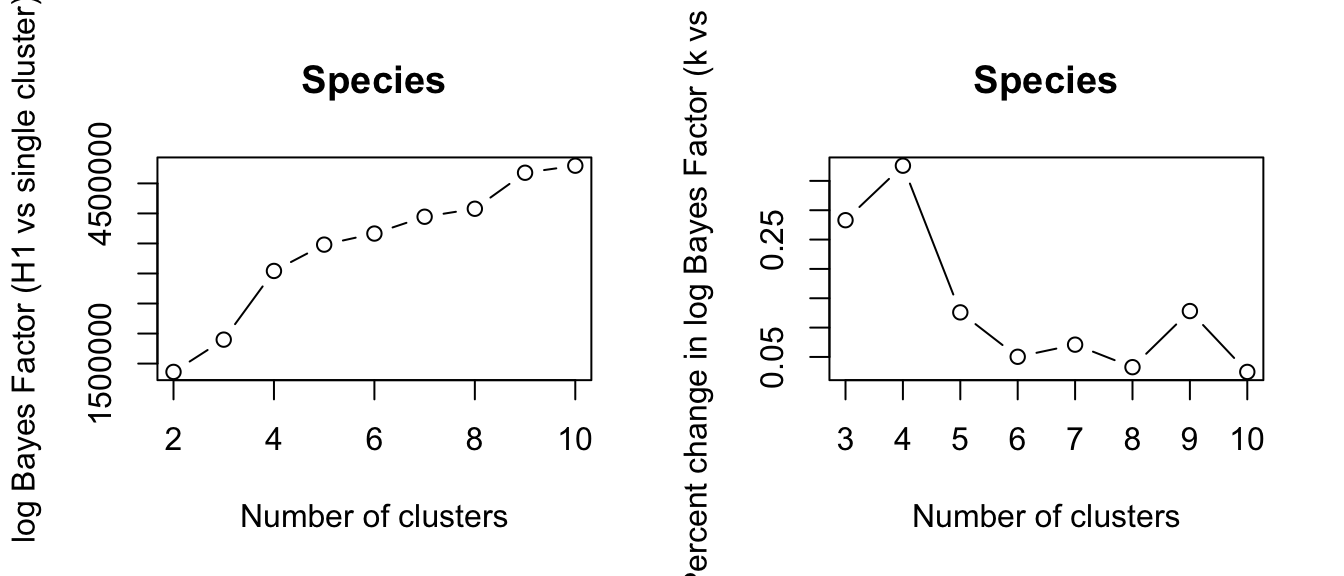 Species
log Bayes Factor (H1 vs single cluster)
1500000 4500000
2 4 6 8 10
Number of clusters
Species
Percent change in log Bayes Factor (k vs
0.05 0.25
3 4 5 6 7 8 9 10
Number of clusters